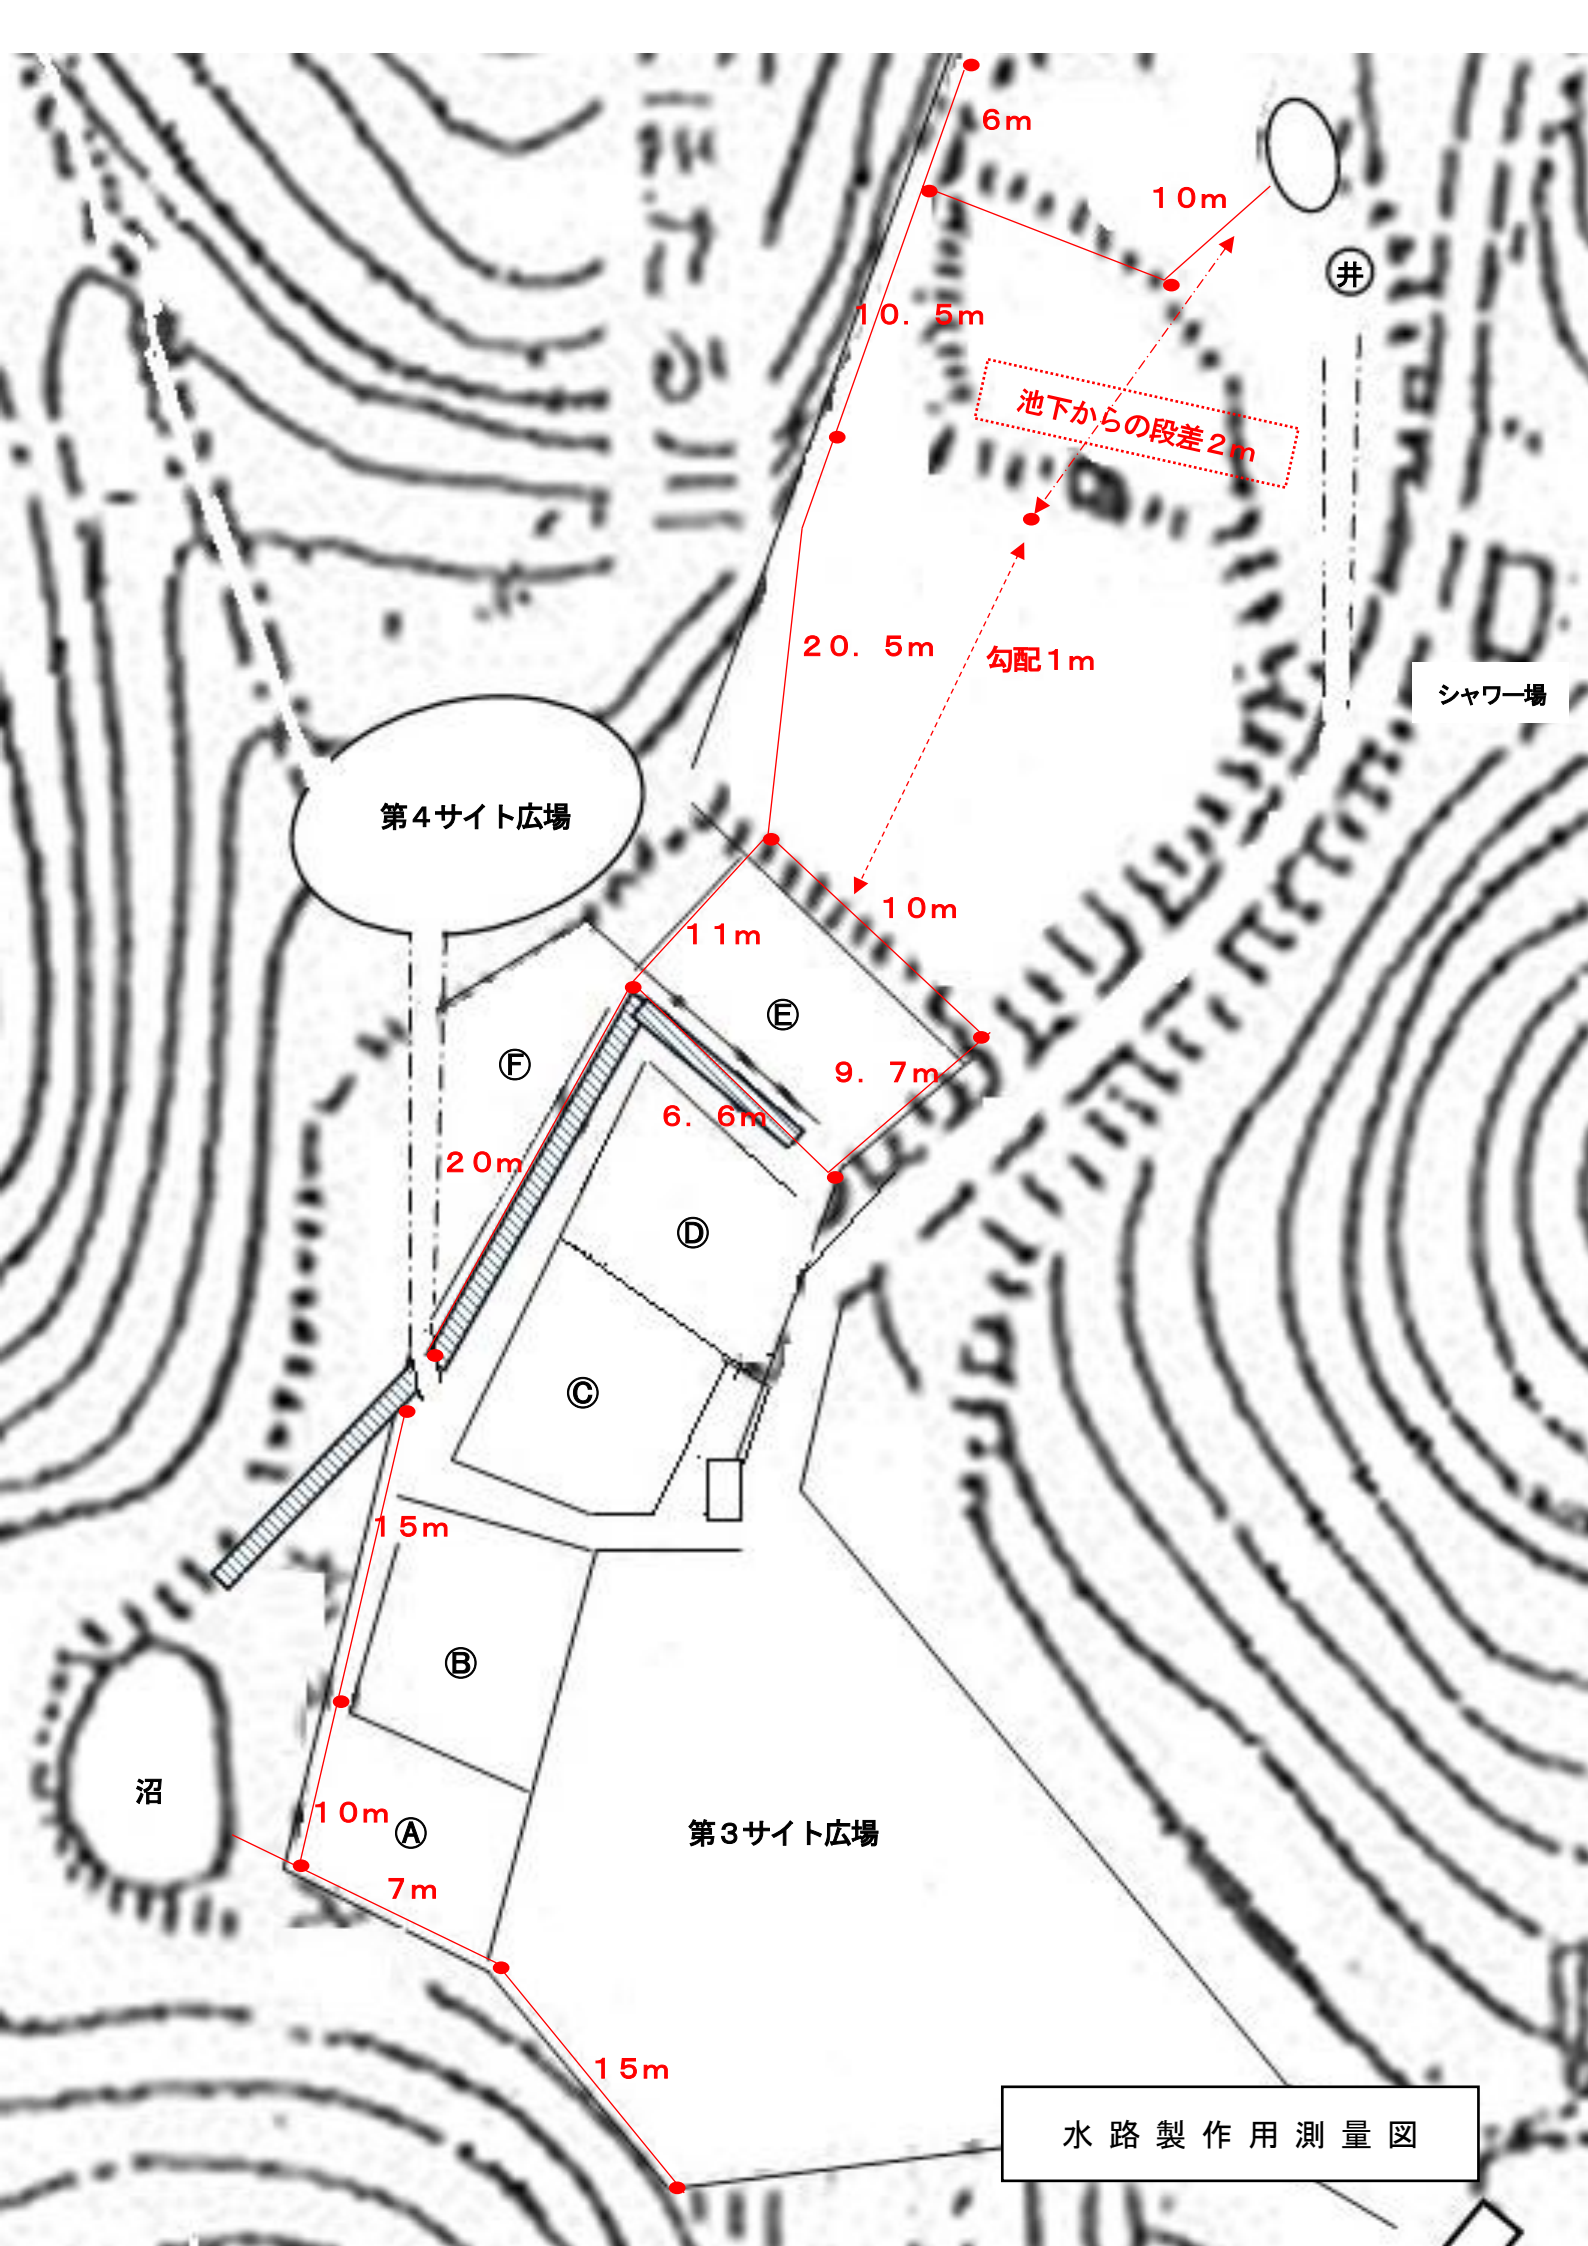 6m
10m
井
10. 5m
池下からの段差2m
20. 5m
勾配1m
シャワー場
第4サイト広場
10m
11m
Ⓔ
Ⓕ
9. 7m
6. 6m
20m
Ⓓ
Ⓒ
15m
Ⓑ
沼
10m
Ⓐ
第3サイト広場
7m
15m
水路製作用測量図